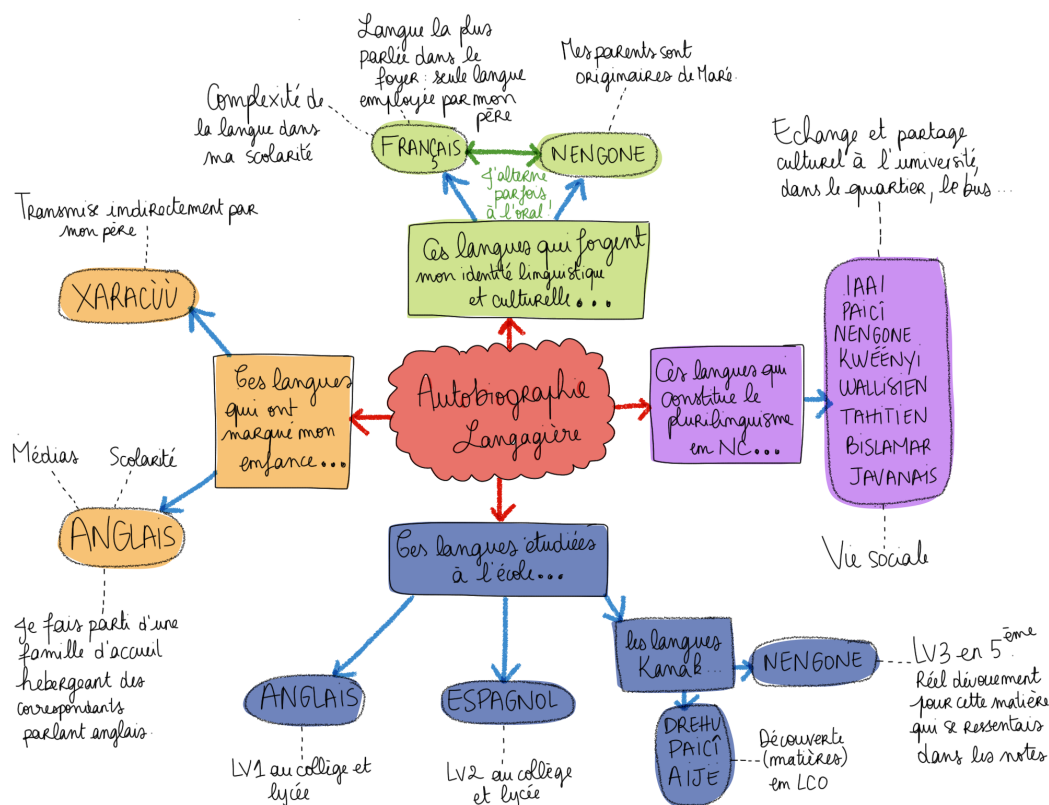 Langue la plus
parlée dans le
foyer : seule langue
employée par mon
père
Mes parents sont
originaires de Maré.
Complexité de
la langue dans
ma scolarité
FRANÇAIS
NENGONE
J'alterne
parfois
à l'oral !
Ces langues qui forgent
mon identité linguistique
et culturelle...
Echange et partage
culturel à l'université,
dans le quartier, le bus...
Transmise indirectement par
mon père
XARACÙÙ
Ces langues
qui ont
marqué mon
enfance...
Autobiographie
Langagière
Ces langues qui
constitue le
plurilinguisme
en NC...
IAAI
PAICÎ
NENGONE
KWÉÉNYI
WALLISIEN
TAHITIEN
BISLAMAR
JAVANAIS
Vie sociale
Médias
Scolarité
ANGLAIS
Je fais parti d'une
famille d'accueil
hebergeant des
correspondants
parlant anglais.
Ces langues étudiées
à l'école...
ANGLAIS
LV1 au collège et
lycée
ESPAGNOL
LV2 au collège
et lycée
les langues
Kanak...
NENGONE
LV3 en 5ème.
Réel dévouement
pour cette matière
qui se ressentais
dans les notes
DREHU
PAICÎ
AIJE
Découverte
(matières)
en LCO